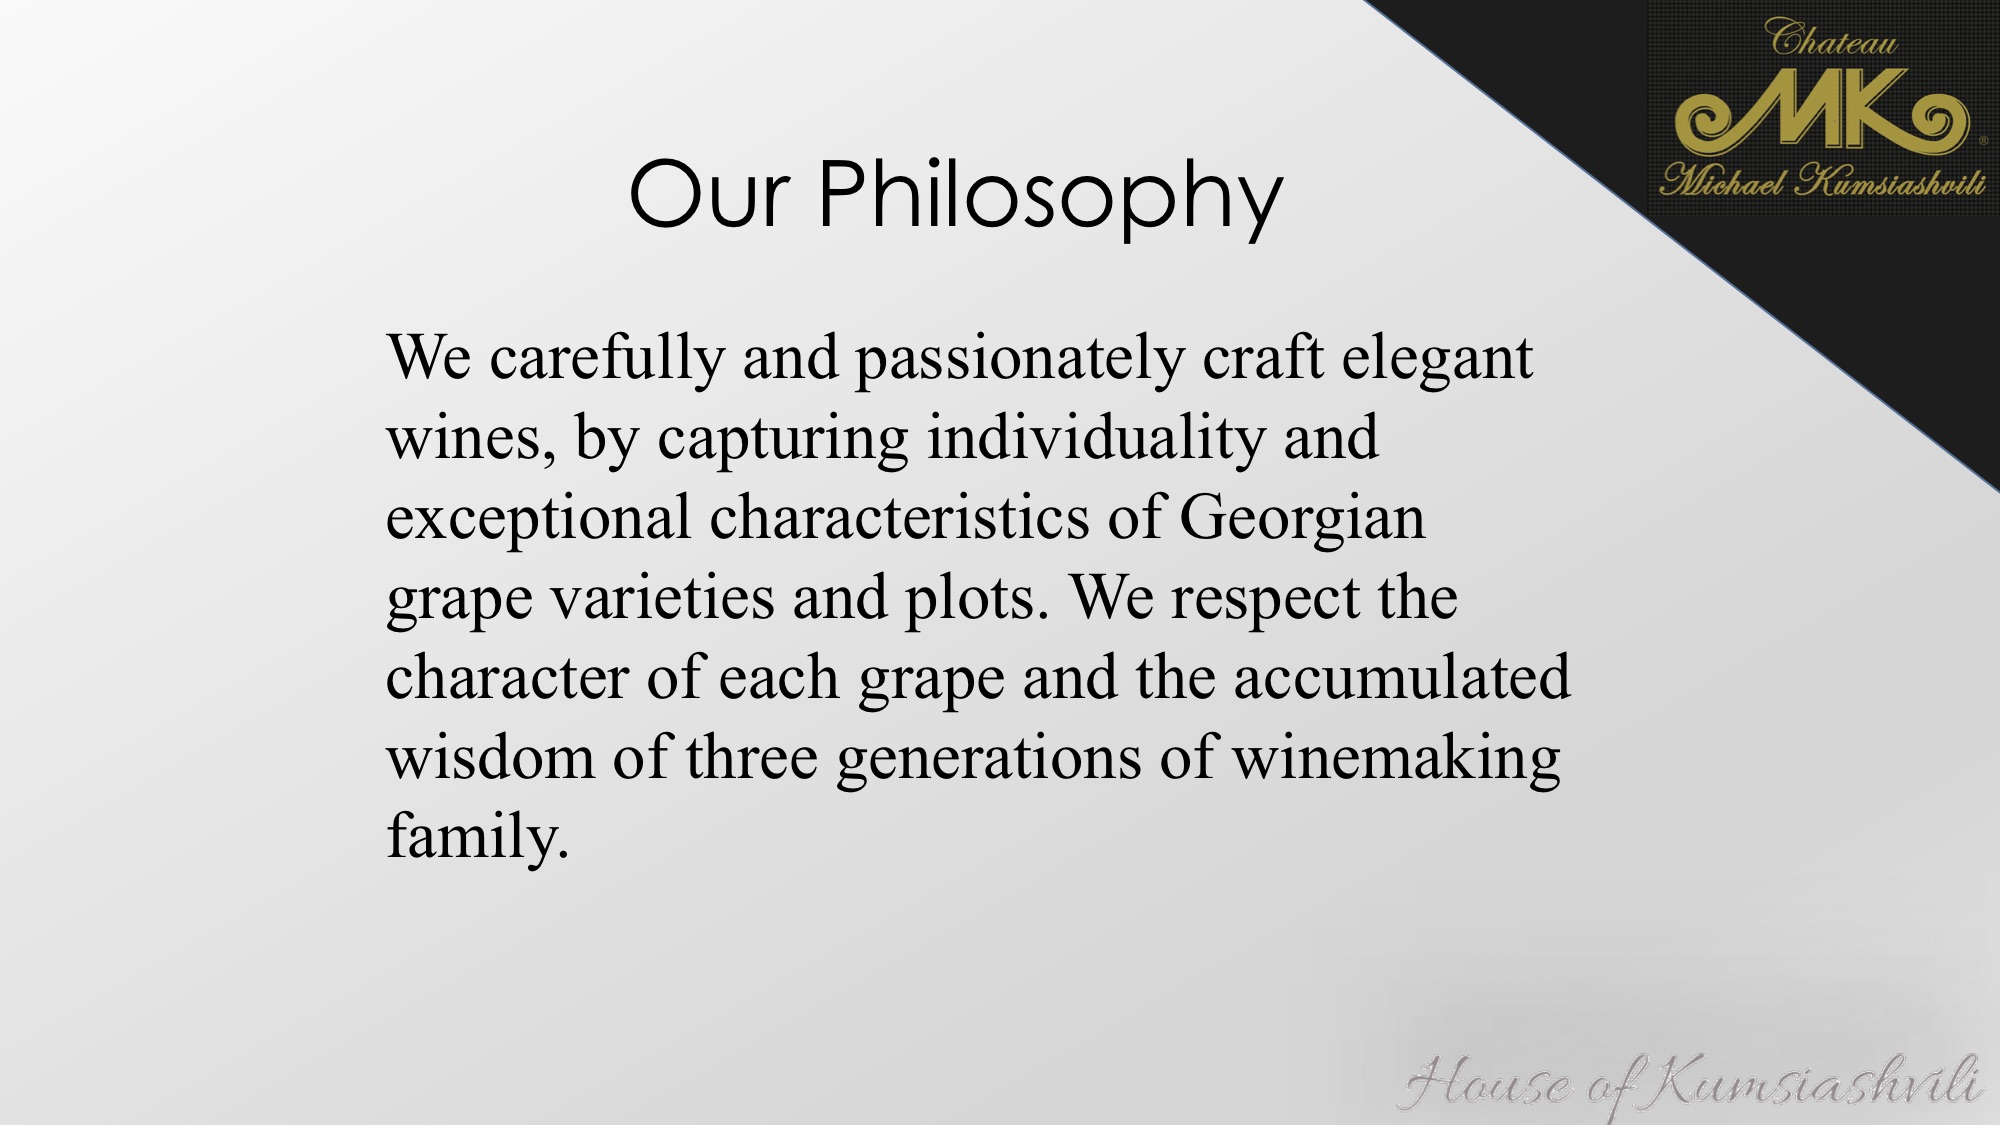 Chateau
MK
®
Michael Kumsiashvili
Our Philosophy
We carefully and passionately craft elegant
wines, by capturing individuality and
exceptional characteristics of Georgian
grape varieties and plots. We respect the
character of each grape and the accumulated
wisdom of three generations of winemaking
family.
House of Kumsiashvili